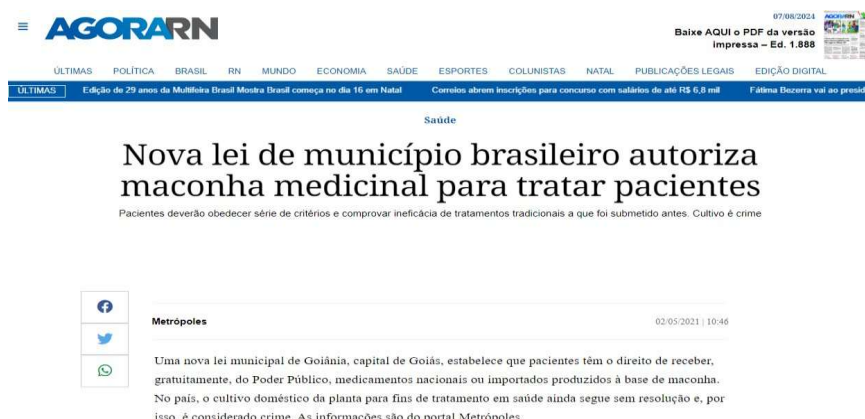 AGORARN
07/08/2024
Baixe AQUI o PDF da versão
impressa – Ed. 1.888
ÚLTIMAS POLÍTICA BRASIL RN MUNDO ECONOMIA SAÚDE ESPORTES COLUNISTAS NATAL PUBLICAÇÕES LEGAIS EDIÇÃO DIGITAL
ÚLTIMAS Edição de 29 anos da Multifeira Brasil Mostra Brasil começa no dia 16 em Natal Correios abrem inscrições para concurso com salários de até R$ 6,8 mil Fátima Bezerra vai ao presid
Saúde
Nova lei de município brasileiro autoriza
maconha medicinal para tratar pacientes
Pacientes deverão obedecer série de critérios e comprovar ineficácia de tratamentos tradicionais a que foi submetido antes. Cultivo é crime
Metrópoles 02/05/2021 | 10:46
Uma nova lei municipal de Goiânia, capital de Goiás, estabelece que pacientes têm o direito de receber,
gratuitamente, do Poder Público, medicamentos nacionais ou importados produzidos à base de maconha.
No país, o cultivo doméstico da planta para fins de tratamento em saúde ainda segue sem resolução e, por
isso, é considerado crime. As informações são do portal Metrópoles.